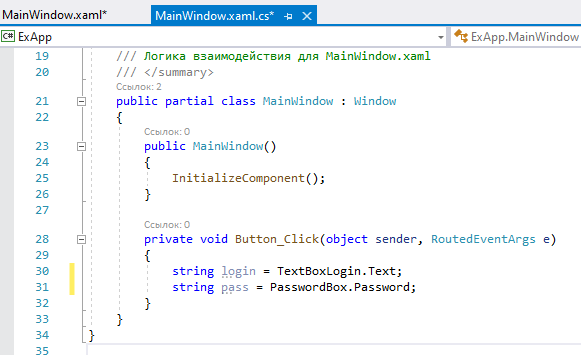 MainWindow.xaml*
MainWindow.xaml.cs*
C# ExApp
ExApp.MainWindow
19 /// Логика взаимодействия для MainWindow.xaml
20 /// </summary>
Ссылок: 2
21 public partial class MainWindow : Window
22 {
Ссылок: 0
23 public MainWindow()
24 {
25 InitializeComponent();
26 }
27
Ссылок: 0
28 private void Button_Click(object sender, RoutedEventArgs e)
29 {
30 string login = TextBoxLogin.Text;
31 string pass = PasswordBox.Password;
32 }
33 }
34 }
35